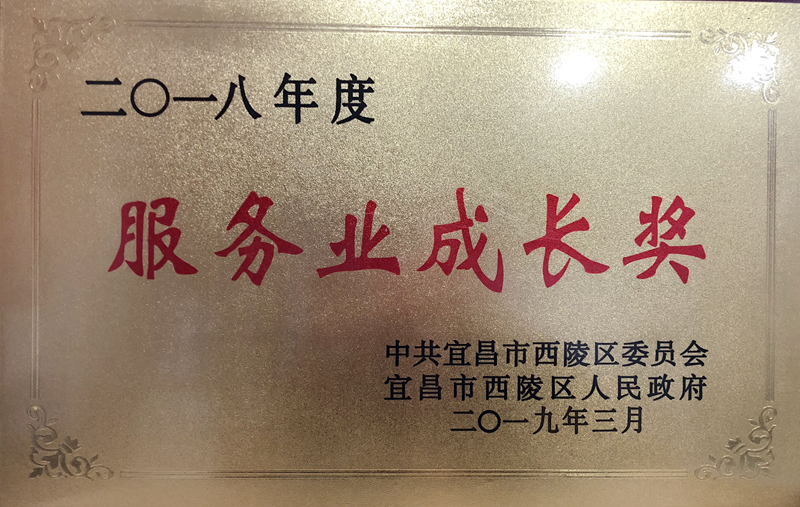 二〇一八年度
服务业成长奖
中共宜昌市西陵区委员会
宜昌市西陵区人民政府
二〇一九年三月